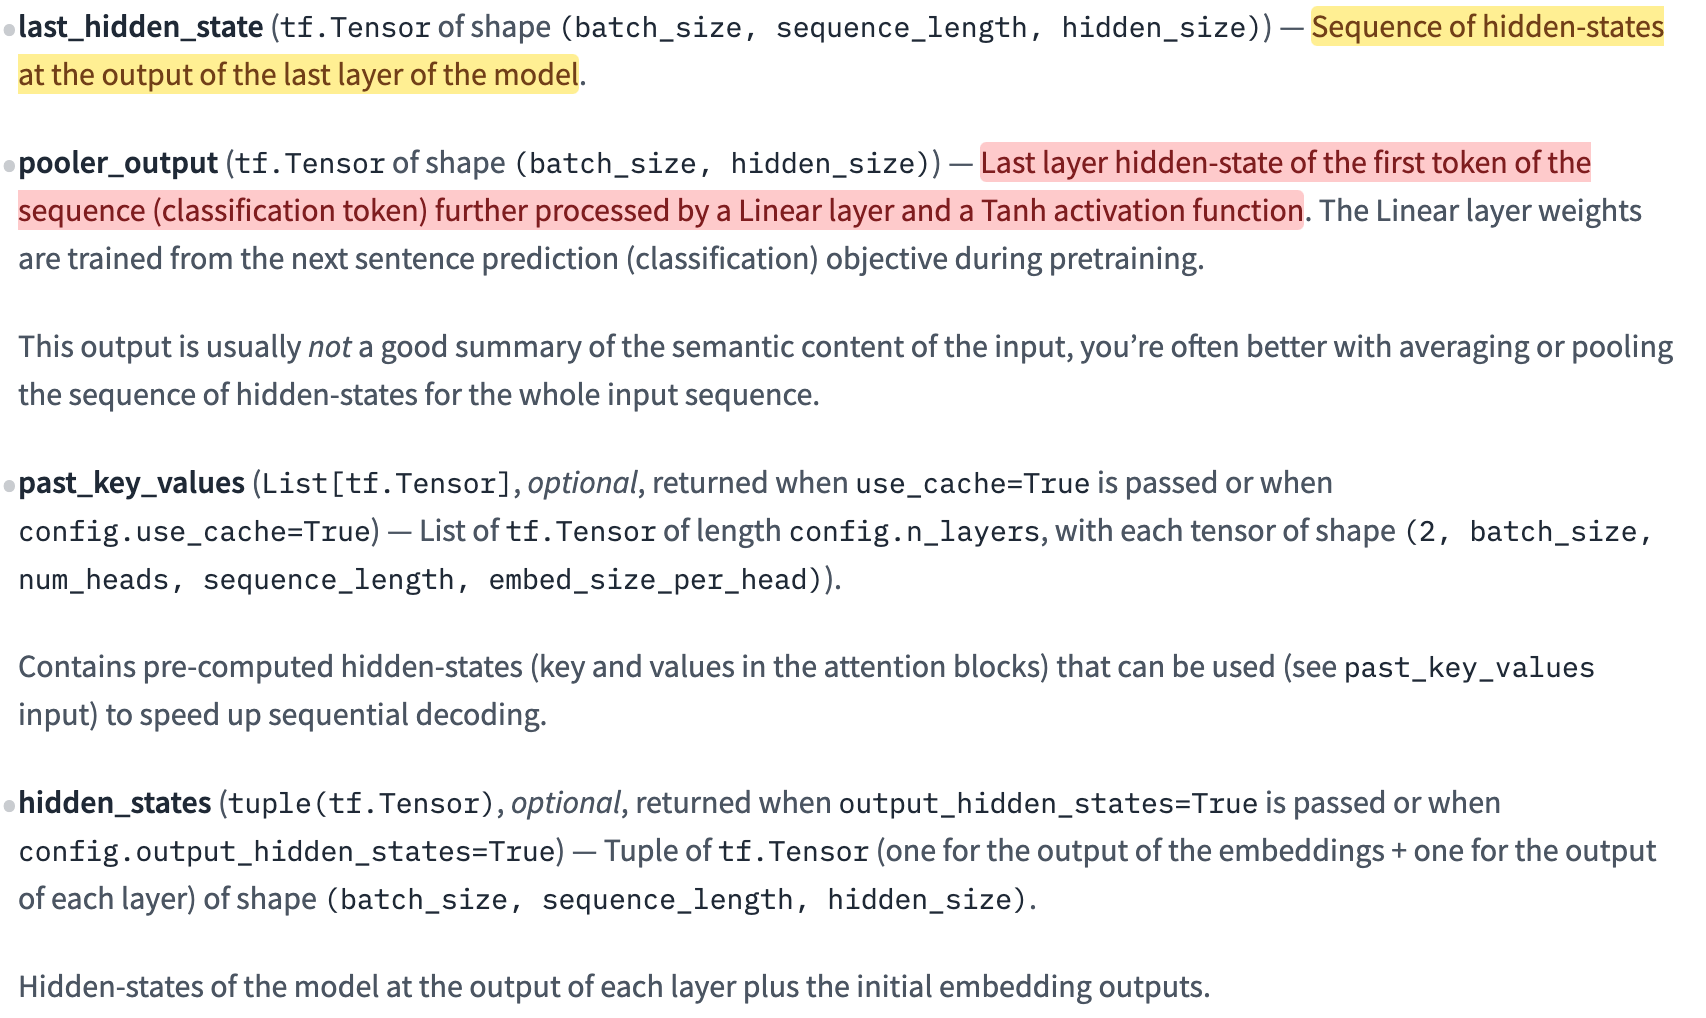 last_hidden_state (tf.Tensor of shape (batch_size, sequence_length, hidden_size)) — Sequence of hidden-states
at the output of the last layer of the model.
pooler_output (tf.Tensor of shape (batch_size, hidden_size)) — Last layer hidden-state of the first token of the
sequence (classification token) further processed by a Linear layer and a Tanh activation function. The Linear layer weights
are trained from the next sentence prediction (classification) objective during pretraining.
This output is usually not a good summary of the semantic content of the input, you’re often better with averaging or pooling
the sequence of hidden-states for the whole input sequence.
past_key_values (List[tf.Tensor], optional, returned when use_cache=True is passed or when
config.use_cache=True) — List of tf.Tensor of length config.n_layers, with each tensor of shape (2, batch_size,
num_heads, sequence_length, embed_size_per_head)).
Contains pre-computed hidden-states (key and values in the attention blocks) that can be used (see past_key_values
input) to speed up sequential decoding.
hidden_states (tuple(tf.Tensor), optional, returned when output_hidden_states=True is passed or when
config.output_hidden_states=True) — Tuple of tf.Tensor (one for the output of the embeddings + one for the output
of each layer) of shape (batch_size, sequence_length, hidden_size).
Hidden-states of the model at the output of each layer plus the initial embedding outputs.